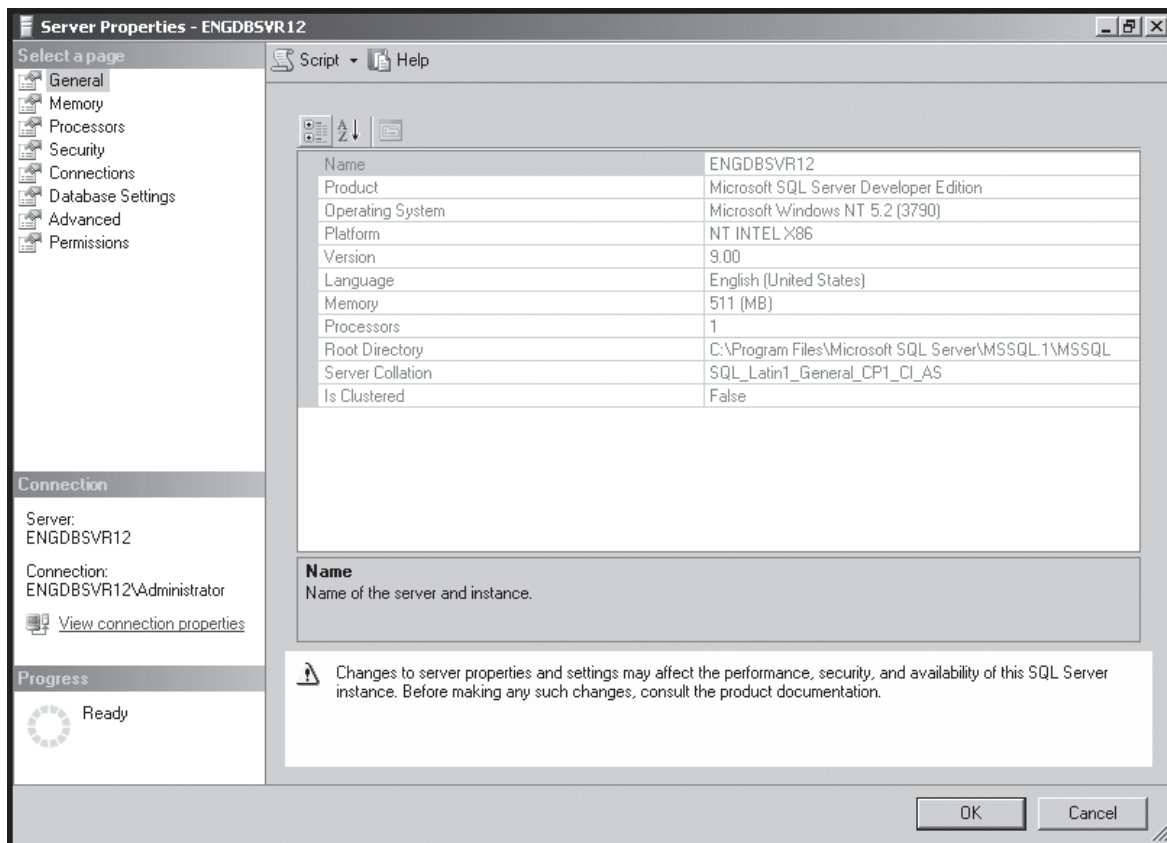 Server Properties - ENGDBSVR12
Select a page
General
Memory
Processors
Security
Connections
Database Settings
Advanced
Permissions
Connection
Server:
ENGDBSVR12
Connection:
ENGDBSVR12\Administrator
View connection properties
Progress
Ready
Script Help
Name ENGDBSVR12
Product Microsoft SQL Server Developer Edition
Operating System Microsoft Windows NT 5.2 (3790)
Platform NT INTEL X86
Version 9.00
Language English (United States)
Memory 511 (MB)
Processors 1
Root Directory C:\Program Files\Microsoft SQL Server\MSSQL.1\MSSQL
Server Collation SQL_Latin1_General_CP1_CI_AS
Is Clustered False
Name
Name of the server and instance.
Changes to server properties and settings may affect the performance, security, and availability of this SQL Server
instance. Before making any such changes, consult the product documentation.
OK Cancel